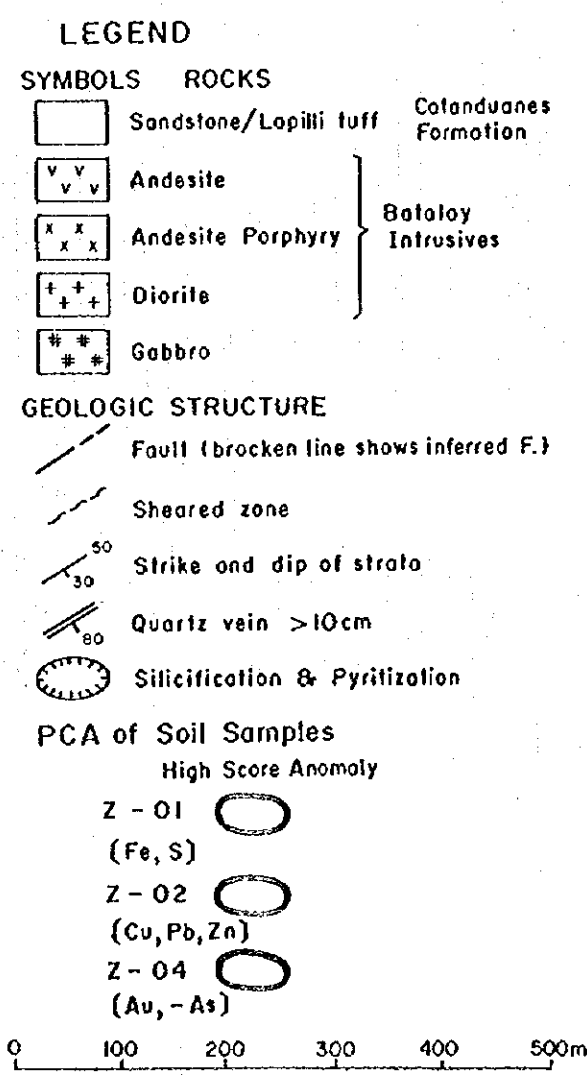 LEGEND
SYMBOLS ROCKS
Sandstone/Lapilli tuff Catanduanes Formation
v v v v Andesite
x x x x Andesite Porphyry
Batalay Intrusives
+ + + + Diorite
# # # # Gabbro
GEOLOGIC STRUCTURE
Fault (brocken line shows inferred F.)
Sheared zone
50 30 Strike and dip of strata
80 Quartz vein >10cm
Silicification & Pyritization
PCA of Soil Samples
High Score Anomaly
Z - 01
(Fe, S)
Z - 02
(Cu, Pb, Zn)
Z - 04
(Au, -As)
0 100 200 300 400 500m